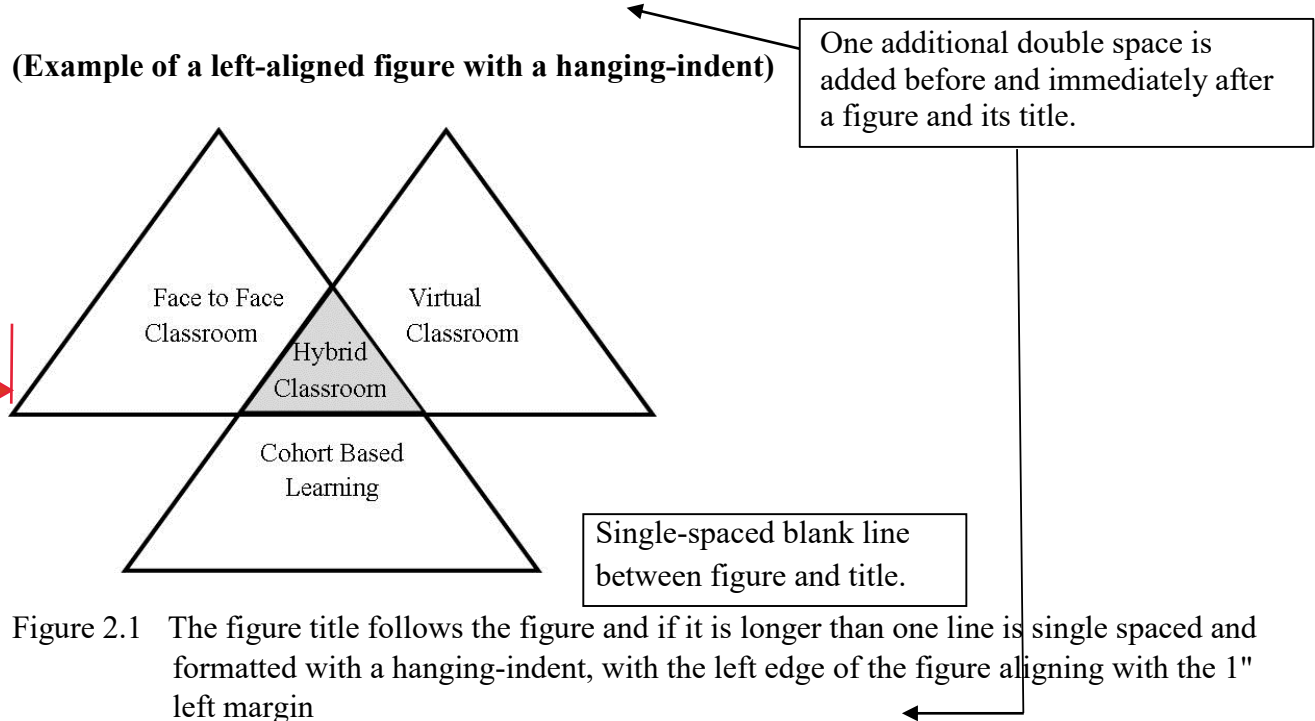 One additional double space is
added before and immediately after
a figure and its title.
(Example of a left-aligned figure with a hanging-indent)
Face to Face
Classroom
Virtual
Classroom
Hybrid
Classroom
Cohort Based
Learning
Single-spaced blank line
between figure and title.
Figure 2.1 The figure title follows the figure and if it is longer than one line is single spaced and
formatted with a hanging-indent, with the left edge of the figure aligning with the 1"
left margin